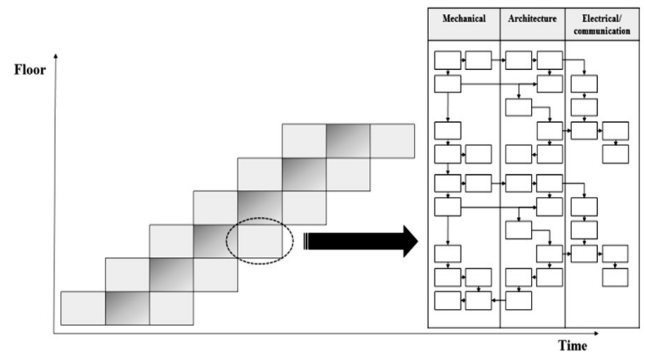 Mechanical
Architecture
Electrical/
communication
Floor
Time